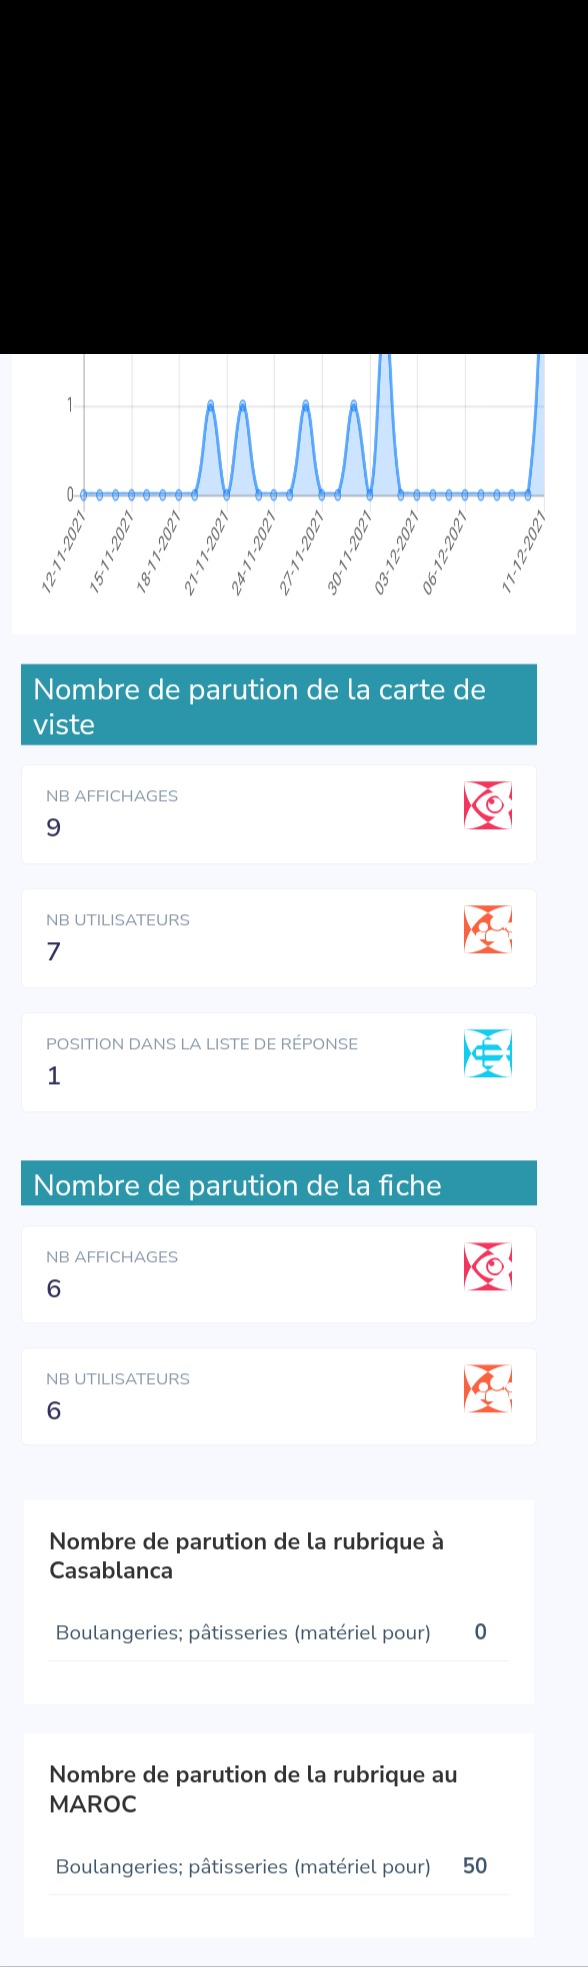 1
0
12-11-2021
15-11-2021
18-11-2021
21-11-2021
24-11-2021
27-11-2021
30-11-2021
03-12-2021
06-12-2021
11-12-2021
Nombre de parution de la carte de
viste
NB AFFICHAGES
9
NB UTILISATEURS
7
POSITION DANS LA LISTE DE RÉPONSE
1
Nombre de parution de la fiche
NB AFFICHAGES
6
NB UTILISATEURS
6
Nombre de parution de la rubrique à
Casablanca
Boulangeries; pâtisseries (matériel pour) 0
Nombre de parution de la rubrique au
MAROC
Boulangeries; pâtisseries (matériel pour) 50